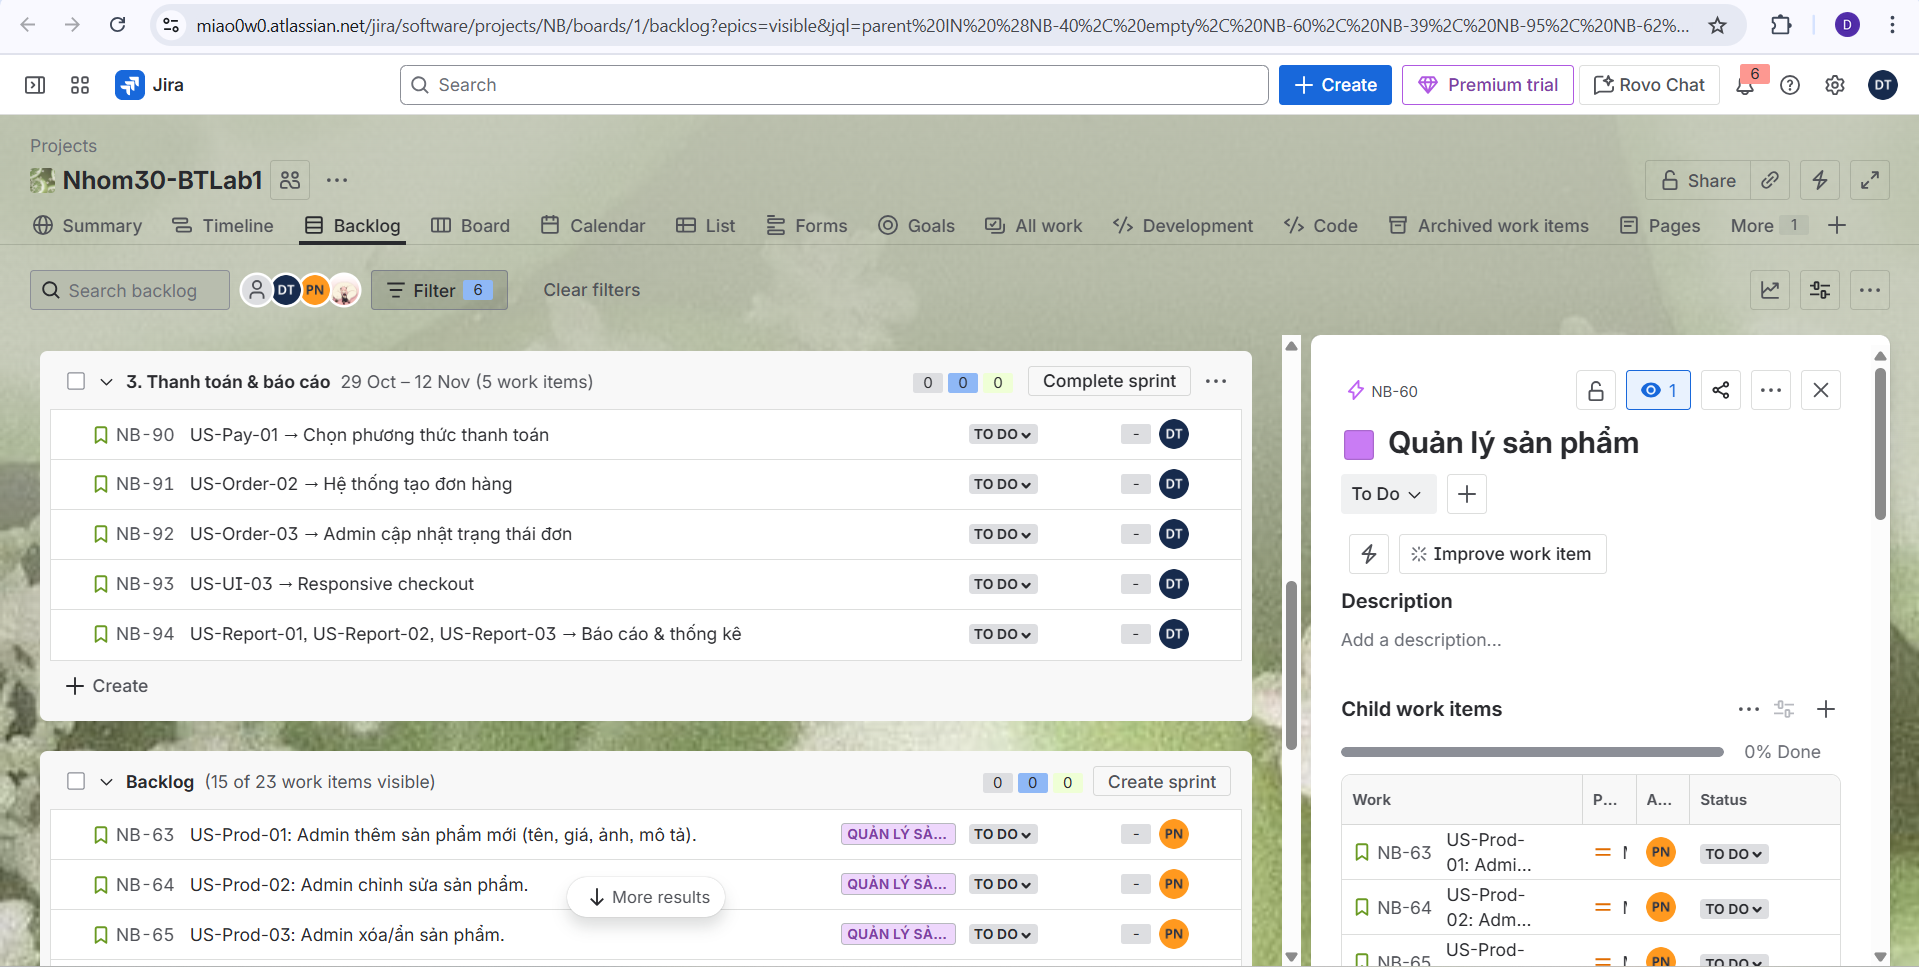 miao0w0.atlassian.net/jira/software/projects/NB/boards/1/backlog?epics=visible&jql=parent%20IN%20%28NB-40%2C%20empty%2C%20NB-60%2C%20NB-39%2C%20NB-95%2C%20NB-62%...
D
Jira
Search
Create
Premium trial
Rovo Chat
6
DT
Projects
Nhom30-BTLab1
Share
Summary
Timeline
Backlog
Board
Calendar
List
Forms
Goals
All work
Development
Code
Archived work items
Pages
More 1
Search backlog
DT
PN
Filter 6
Clear filters
3. Thanh toán & báo cáo 29 Oct – 12 Nov (5 work items)
0 0 0
Complete sprint
NB-90 US-Pay-01 → Chọn phương thức thanh toán TO DO - DT
NB-91 US-Order-02 → Hệ thống tạo đơn hàng TO DO - DT
NB-92 US-Order-03 → Admin cập nhật trạng thái đơn TO DO - DT
NB-93 US-UI-03 → Responsive checkout TO DO - DT
NB-94 US-Report-01, US-Report-02, US-Report-03 → Báo cáo & thống kê TO DO - DT
Create
Backlog (15 of 23 work items visible)
0 0 0
Create sprint
NB-63 US-Prod-01: Admin thêm sản phẩm mới (tên, giá, ảnh, mô tả). QUẢN LÝ SẢ... TO DO - PN
NB-64 US-Prod-02: Admin chỉnh sửa sản phẩm. QUẢN LÝ SẢ... TO DO - PN
More results
NB-65 US-Prod-03: Admin xóa/ẩn sản phẩm. QUẢN LÝ SẢ... TO DO - PN
NB-60
1
Quản lý sản phẩm
To Do
Improve work item
Description
Add a description...
Child work items
0% Done
Work P... A... Status
NB-63 US-Prod-
01: Admi... PN TO DO
NB-64 US-Prod-
02: Adm... PN TO DO
NB-65 US-Prod- PN TO DO